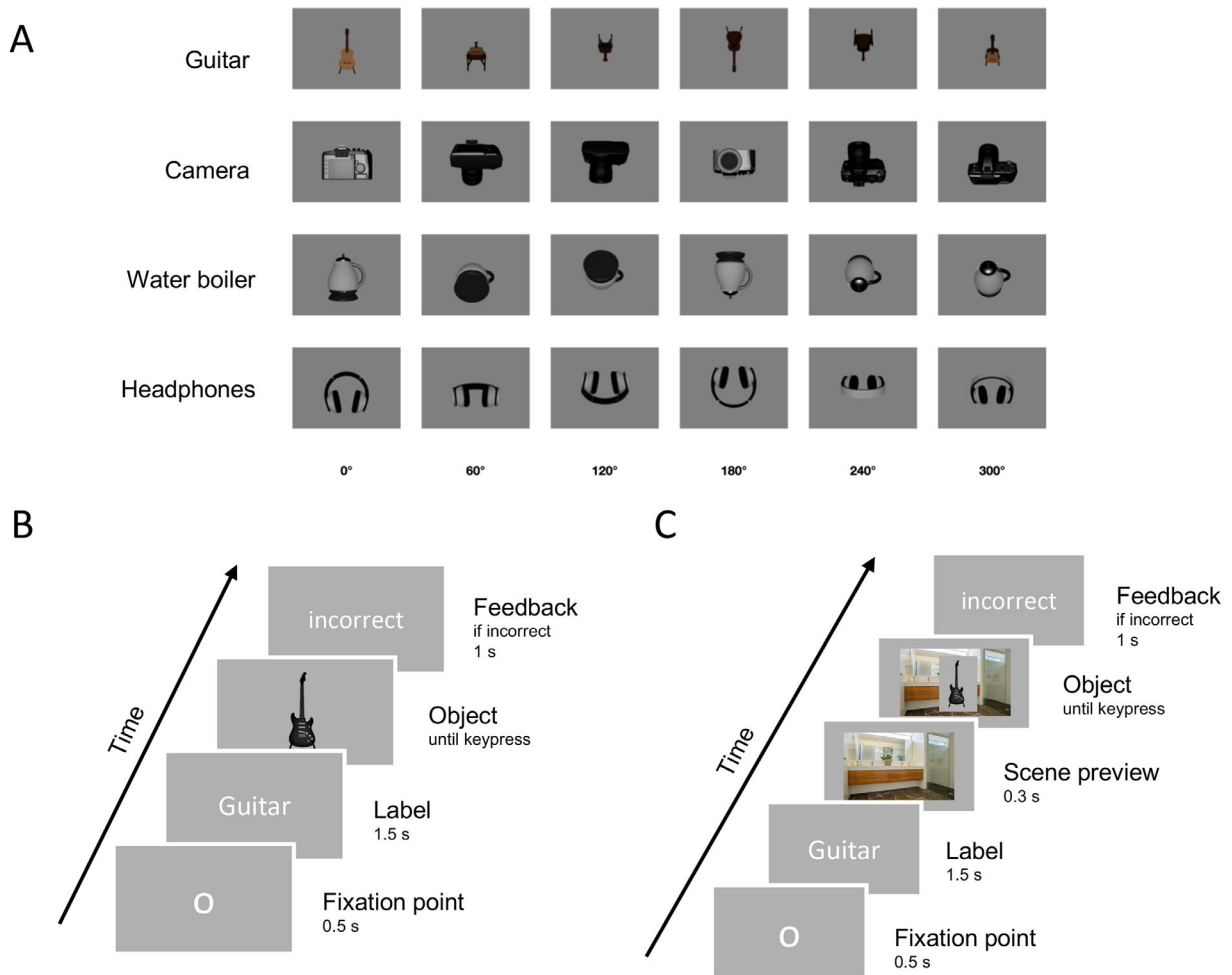 A
Guitar
Camera
Water boiler
Headphones
0°
60°
120°
180°
240°
300°
B
incorrect
Feedback
if incorrect
1 s
Object
until keypress
Time
Guitar
Label
1.5 s
O
Fixation point
0.5 s
C
incorrect
Feedback
if incorrect
1 s
Object
until keypress
Time
Scene preview
0.3 s
Guitar
Label
1.5 s
O
Fixation point
0.5 s